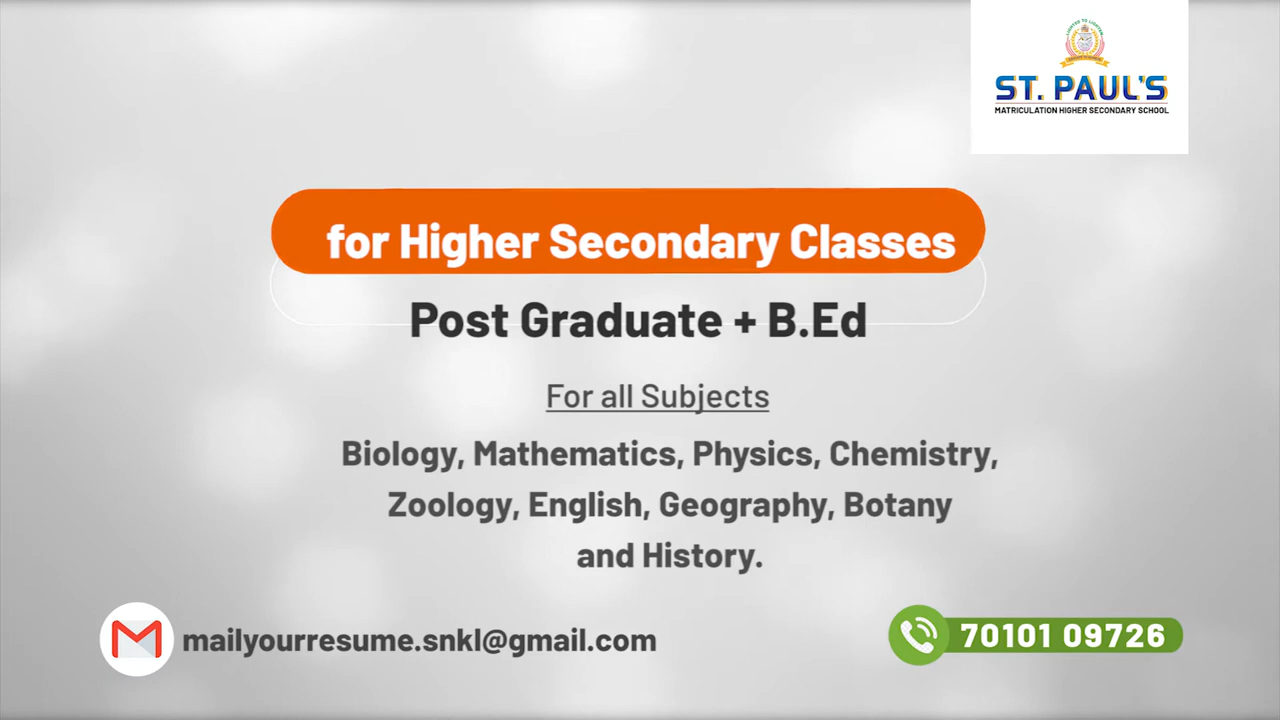 ST. PAUL'S
MATRICULATION HIGHER SECONDARY SCHOOL
for Higher Secondary Classes
Post Graduate + B.Ed
For all Subjects
Biology, Mathematics, Physics, Chemistry,
Zoology, English, Geography, Botany
and History.
mailyourresume.snkl@gmail.com
70101 09726